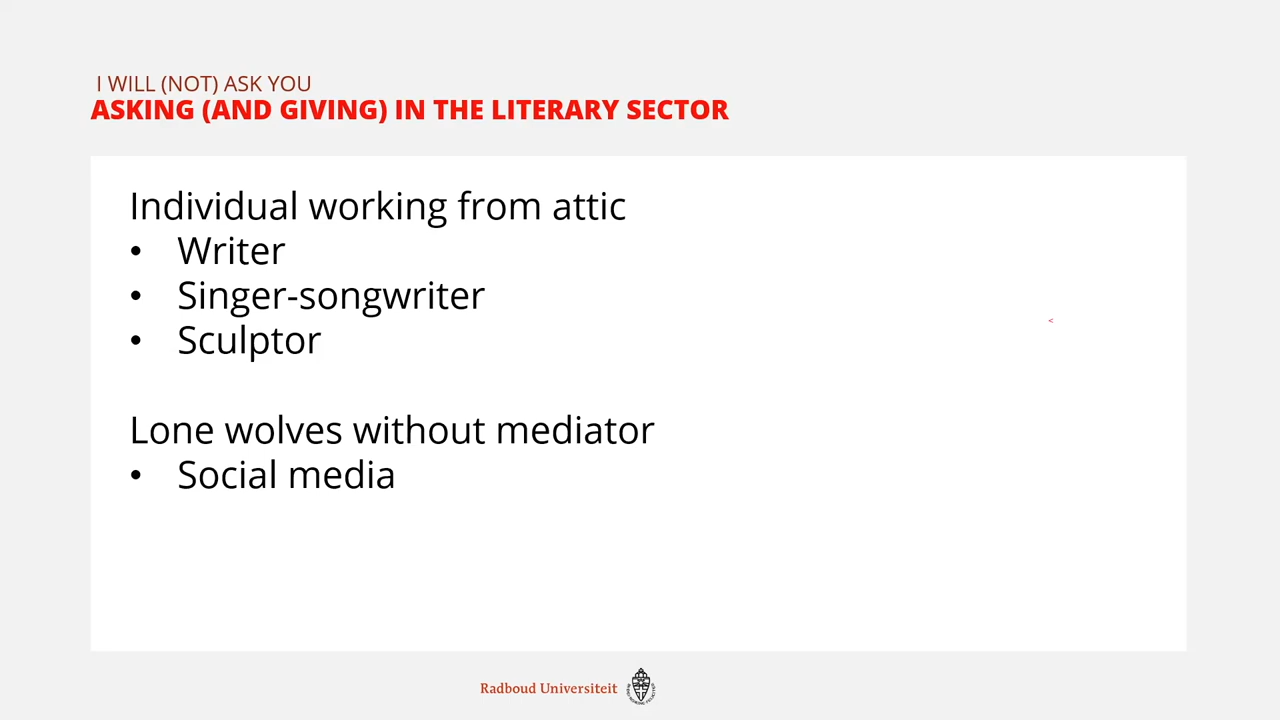 I WILL (NOT) ASK YOU
ASKING (AND GIVING) IN THE LITERARY SECTOR
Individual working from attic
• Writer
• Singer-songwriter
• Sculptor
Lone wolves without mediator
• Social media
<
Radboud Universiteit